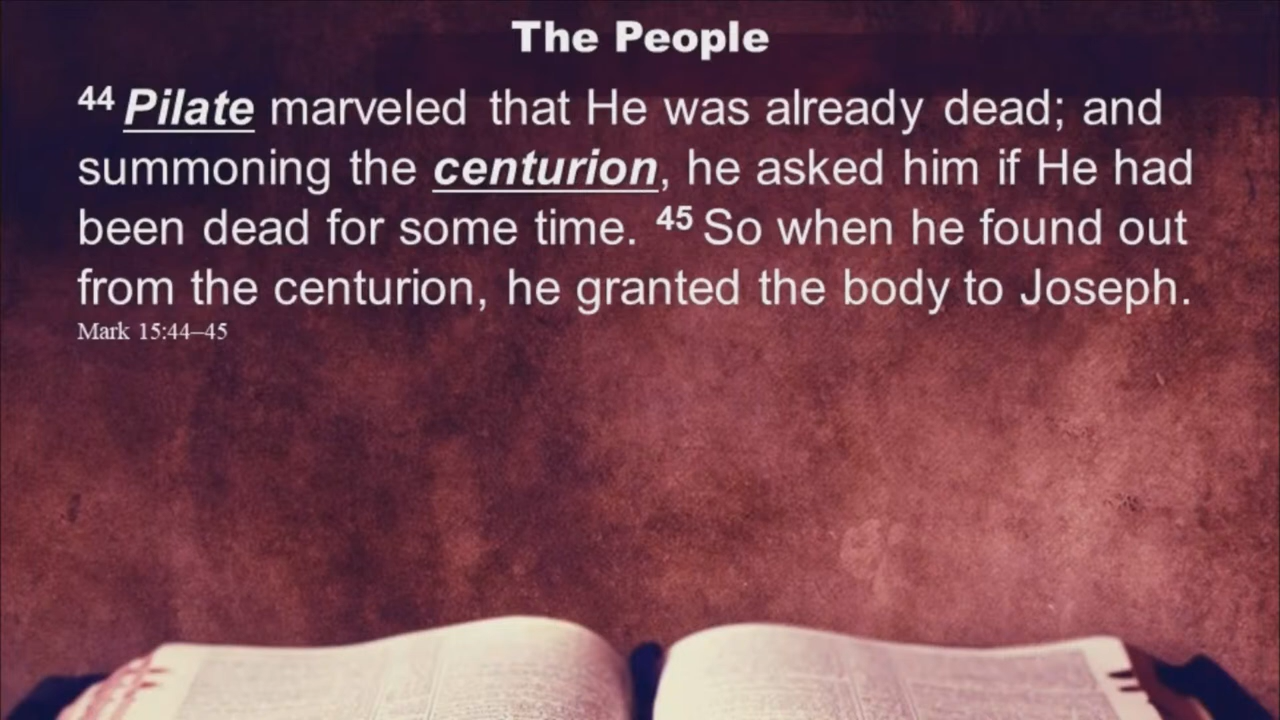 The People
44 Pilate marveled that He was already dead; and
summoning the centurion, he asked him if He had
been dead for some time. 45 So when he found out
from the centurion, he granted the body to Joseph.
Mark 15:44–45